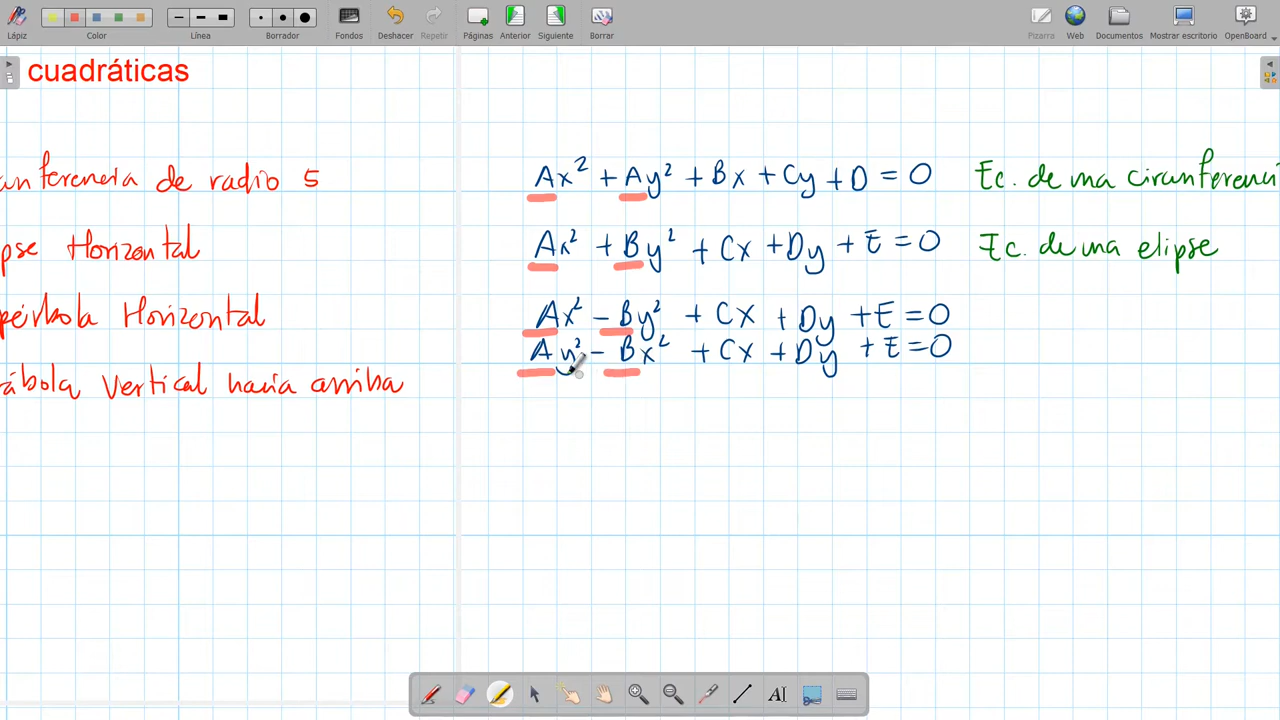 Lápiz Color Línea Borrador Fondos Deshacer Repetir Páginas Anterior Siguiente Borrar Pizarra Web Documentos Mostrar escritorio OpenBoard
cuadráticas
Ax² + Ay² + Bx + Cy + D = 0 Ec. de una circunferenci
unferencia de radio 5
Ax² + By² + Cx + Dy + E = 0 Ec. de una elipse
pse Horizontal
Ax² - By² + Cx + Dy + E = 0
pérbola Horizontal
Ay² - Bx² + Cx + Dy + E = 0
rábola Vertical hacia arriba